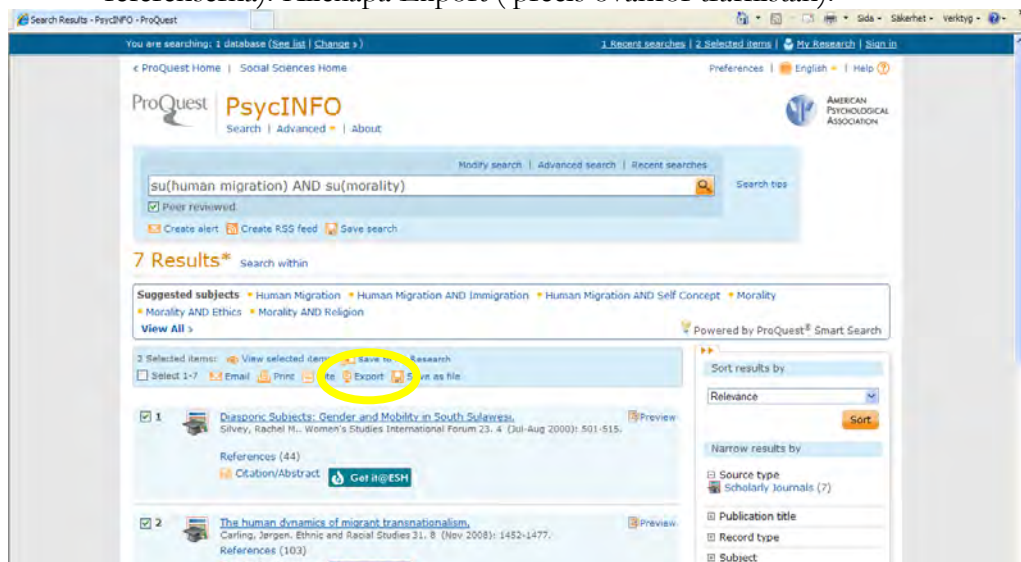 Export
Search Results - PsycINFO - ProQuest
Sida - Säkerhet - Verktyg -
You are searching: 1 database (See list | Change »)
1 Recent searches | 2 Selected items | My Research | Sign in
« ProQuest Home | Social Sciences Home
Preferences | English | Help
ProQuest
PsycINFO
AMERICAN
PSYCHOLOGICAL
ASSOCIATION
Search | Advanced | About
Modify search | Advanced search | Recent searches
su(human migration) AND su(morality)
Search tips
Peer reviewed
Create alert Create RSS feed Save search
7 Results* Search within
Suggested subjects • Human Migration • Human Migration AND Immigration • Human Migration AND Self Concept • Morality
• Morality AND Ethics • Morality AND Religion
View All >
Powered by ProQuest® Smart Search
2 Selected items: View selected Research
Select 1-7 Email Print Export as file
Sort results by
Relevance
Sort
1 Diasporic Subjects: Gender and Mobility in South Sulawesi.
Preview
Silvey, Rachel M.. Women's Studies International Forum 23. 4 (Jul-Aug 2000): 501-515.
References (44)
Citation/Abstract Get it@ESH
Narrow results by
Source type
Scholarly Journals (7)
Publication title
Record type
Subject
2 The human dynamics of migrant transnationalism.
Preview
Carling, Jørgen. Ethnic and Racial Studies 31. 8 (Nov 2008): 1452-1477.
References (103)